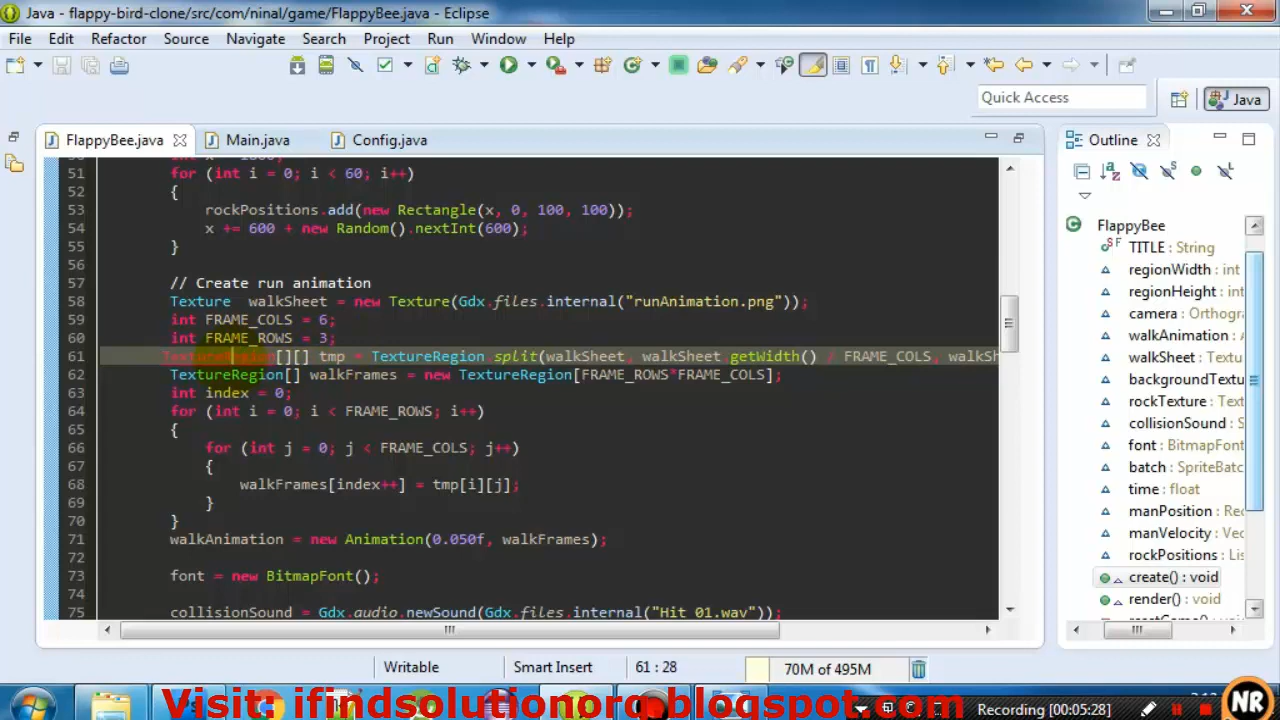 Java - flappy-bird-clone/src/com/ninal/game/FlappyBee.java - Eclipse
File Edit Refactor Source Navigate Search Project Run Window Help
Quick Access
Java
FlappyBee.java
Main.java
Config.java
51 for (int i = 0; i < 60; i++)
52 {
53 rockPositions.add(new Rectangle(x, 0, 100, 100));
54 x += 600 + new Random().nextInt(600);
55 }
56
57 // Create run animation
58 Texture walkSheet = new Texture(Gdx.files.internal("runAnimation.png"));
59 int FRAME_COLS = 6;
60 int FRAME_ROWS = 3;
61 TextureRegion[][] tmp = TextureRegion.split(walkSheet, walkSheet.getWidth() / FRAME_COLS, walkSh
62 TextureRegion[] walkFrames = new TextureRegion[FRAME_ROWS*FRAME_COLS];
63 int index = 0;
64 for (int i = 0; i < FRAME_ROWS; i++)
65 {
66 for (int j = 0; j < FRAME_COLS; j++)
67 {
68 walkFrames[index++] = tmp[i][j];
69 }
70 }
71 walkAnimation = new Animation(0.050f, walkFrames);
72
73 font = new BitmapFont();
74
75 collisionSound = Gdx.audio.newSound(Gdx.files.internal("Hit 01.wav"));
Outline
FlappyBee
TITLE : String
regionWidth : int
regionHeight : int
camera : Orthogra
walkAnimation : An
walkSheet : Textu
backgroundTextu
rockTexture : Text
collisionSound : S
font : BitmapFont
batch : SpriteBatc
time : float
manPosition : Rec
manVelocity : Vec
rockPositions : Lis
create() : void
render() : void
Writable
Smart Insert
61 : 28
70M of 495M
Visit: ifindsolutionorg.blogspot.com
Recording [00:05:28]
NR